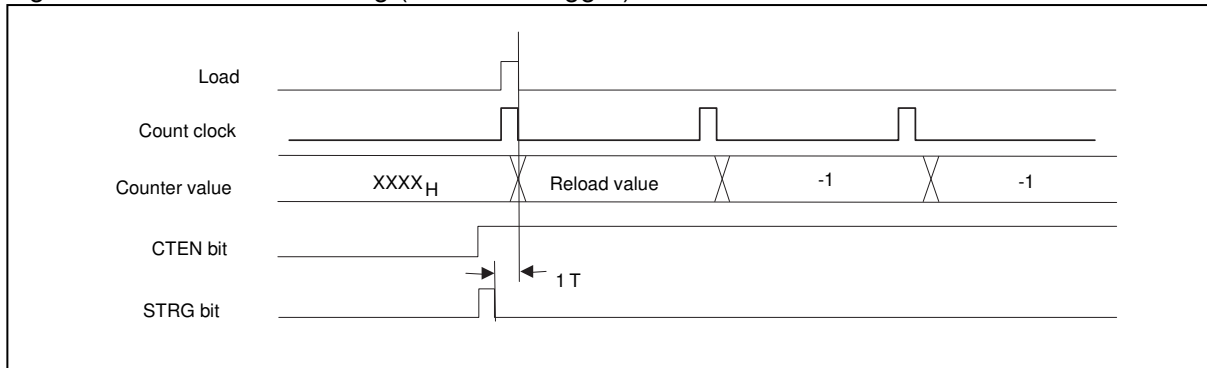 Load
Count clock
Counter value XXXXH Reload value -1 -1
CTEN bit
1 T
STRG bit